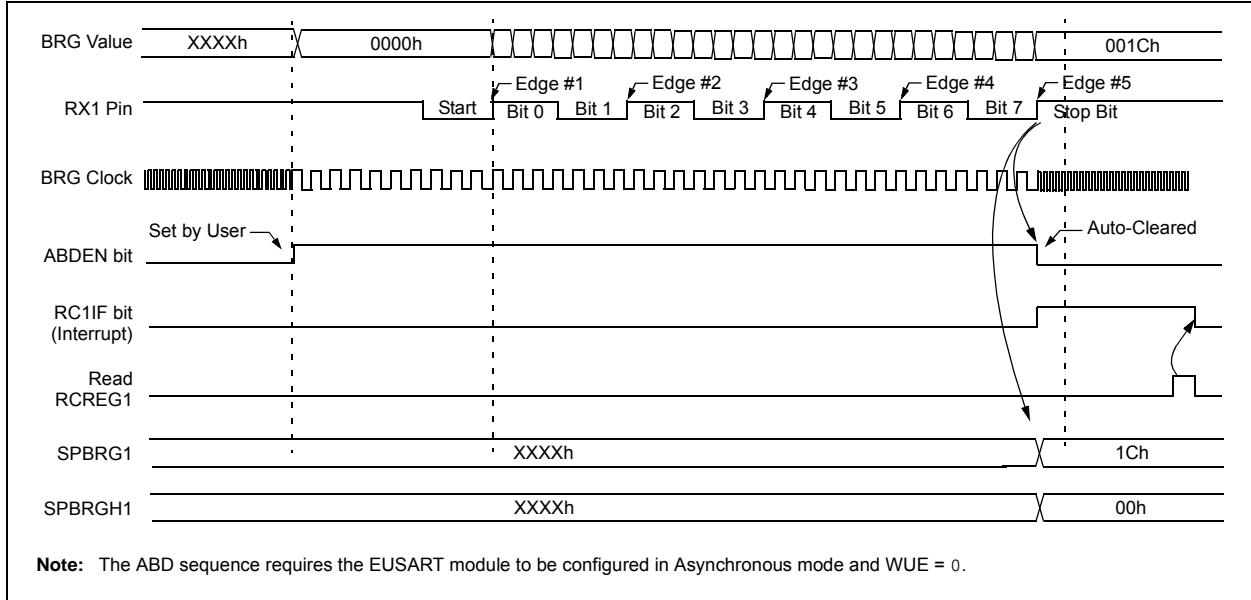 BRG Value
XXXXh
0000h
001Ch
RX1 Pin
Start
Edge #1
Bit 0
Bit 1
Edge #2
Bit 2
Bit 3
Edge #3
Bit 4
Bit 5
Edge #4
Bit 6
Bit 7
Edge #5
Stop Bit
BRG Clock
Set by User
ABDEN bit
Auto-Cleared
RC1IF bit
(Interrupt)
Read
RCREG1
SPBRG1
XXXXh
1Ch
SPBRGH1
XXXXh
00h
Note: The ABD sequence requires the EUSART module to be configured in Asynchronous mode and WUE = 0.